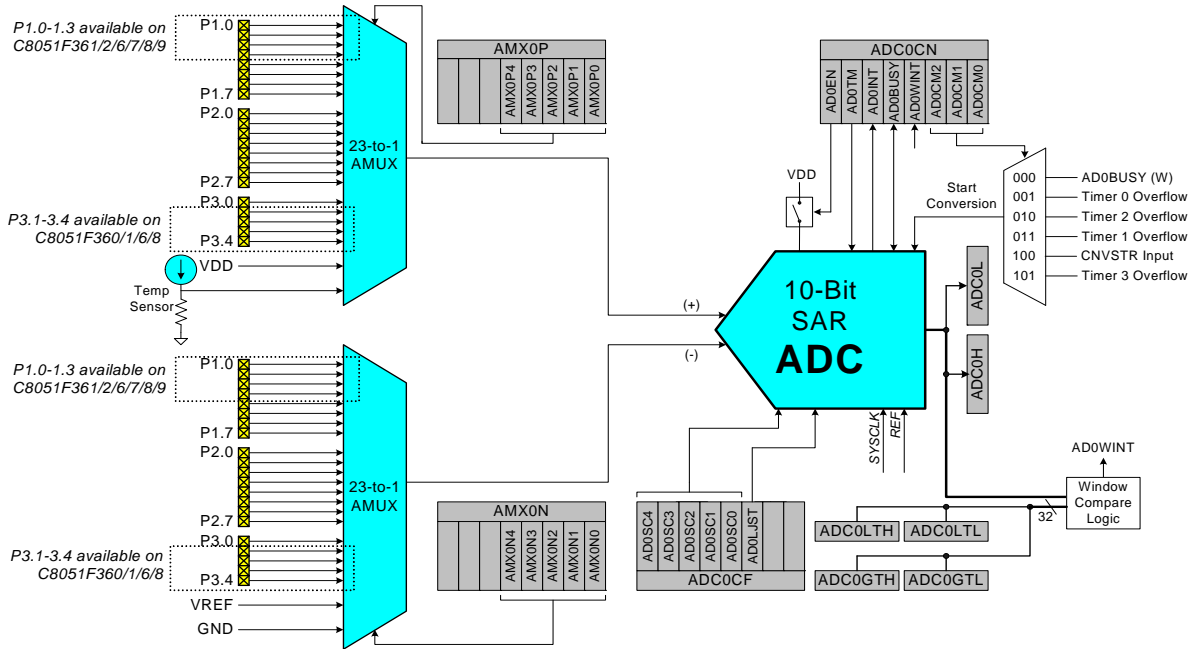 P1.0-1.3 available on
C8051F361/2/6/7/8/9
P1.0
P1.7
P2.0
P2.7
P3.0
P3.4
P3.1-3.4 available on
C8051F360/1/6/8
VDD
Temp
Sensor
23-to-1
AMUX
AMX0P
AMX0P4
AMX0P3
AMX0P2
AMX0P1
AMX0P0
ADC0CN
AD0EN
AD0TM
AD0INT
AD0BUSY
AD0WINT
AD0CM2
AD0CM1
AD0CM0
VDD
Start
Conversion
000
AD0BUSY (W)
001
Timer 0 Overflow
010
Timer 2 Overflow
011
Timer 1 Overflow
100
CNVSTR Input
101
Timer 3 Overflow
(+)
(-)
10-Bit
SAR
ADC
ADC0L
ADC0H
SYSCLK
REF
P1.0-1.3 available on
C8051F361/2/6/7/8/9
P1.0
P1.7
P2.0
P2.7
P3.0
P3.4
P3.1-3.4 available on
C8051F360/1/6/8
VREF
GND
23-to-1
AMUX
AMX0N
AMX0N4
AMX0N3
AMX0N2
AMX0N1
AMX0N0
AD0SC4
AD0SC3
AD0SC2
AD0SC1
AD0SC0
AD0LJST
ADC0CF
AD0WINT
Window
Compare
Logic
32
ADC0LTH
ADC0LTL
ADC0GTH
ADC0GTL